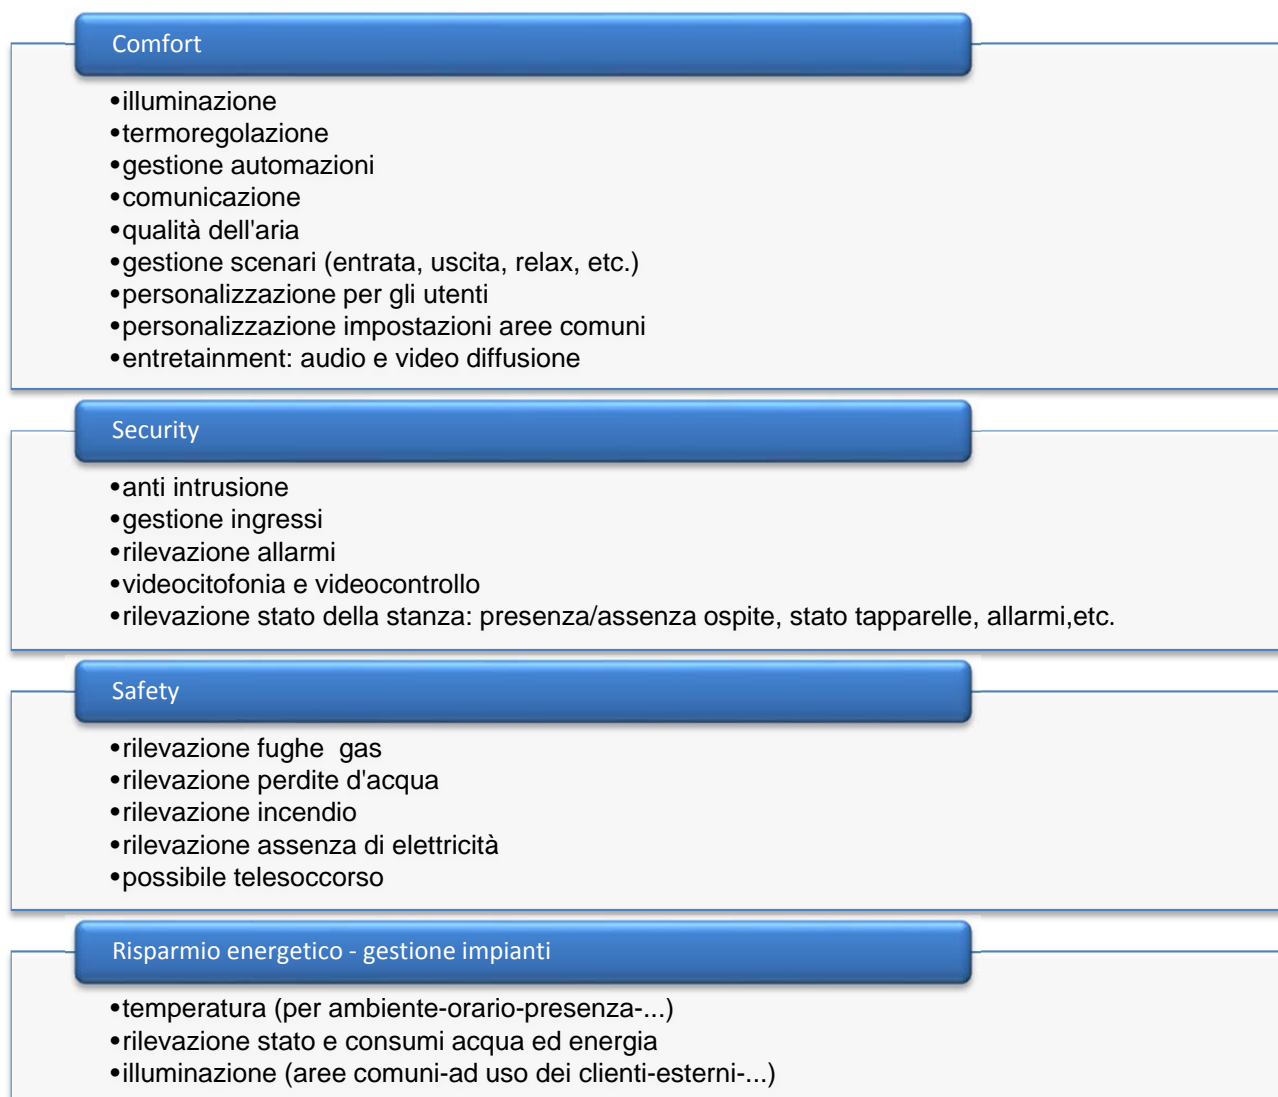 Comfort
•illuminazione
•termoregolazione
•gestione automazioni
•comunicazione
•qualità dell'aria
•gestione scenari (entrata, uscita, relax, etc.)
•personalizzazione per gli utenti
•personalizzazione impostazioni aree comuni
•entretainment: audio e video diffusione
Security
•anti intrusione
•gestione ingressi
•rilevazione allarmi
•videocitofonia e videocontrollo
•rilevazione stato della stanza: presenza/assenza ospite, stato tapparelle, allarmi,etc.
Safety
•rilevazione fughe  gas
•rilevazione perdite d'acqua
•rilevazione incendio
•rilevazione assenza di elettricità
•possibile telesoccorso
Risparmio energetico - gestione impianti
•temperatura (per ambiente-orario-presenza-...)
•rilevazione stato e consumi acqua ed energia
•illuminazione (aree comuni-ad uso dei clienti-esterni-...)